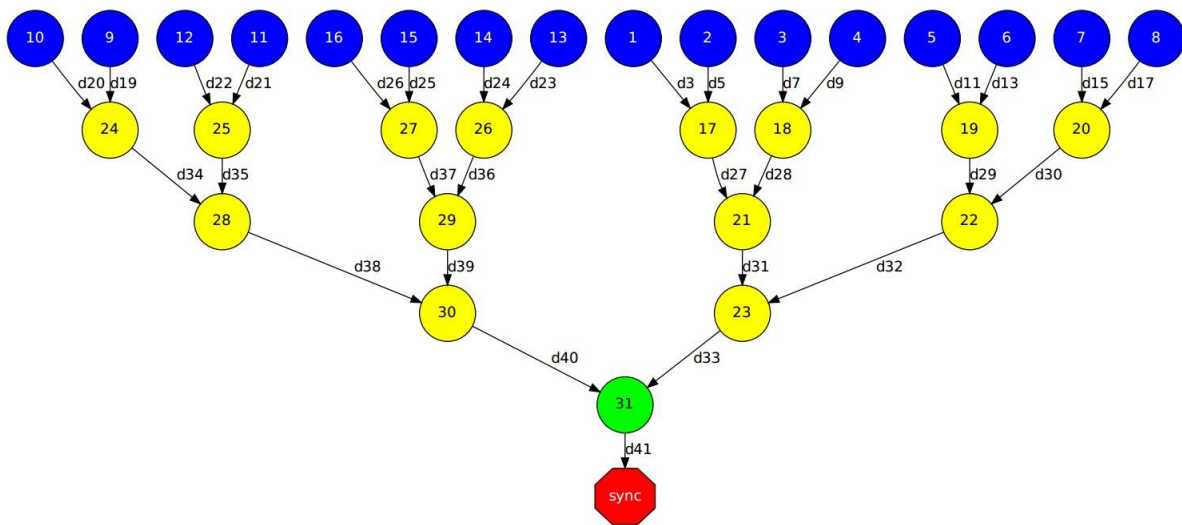 10 9 12 11 16 15 14 13 1 2 3 4 5 6 7 8
d20 d19 d22 d21 d26 d25 d24 d23 d3 d5 d7 d9 d11 d13 d15 d17
24 25 27 26 17 18 19 20
d34 d35 d37 d36 d27 d28 d29 d30
28 29 21 22
d38 d39 d31 d32
30 23
d40 d33
31
d41
sync